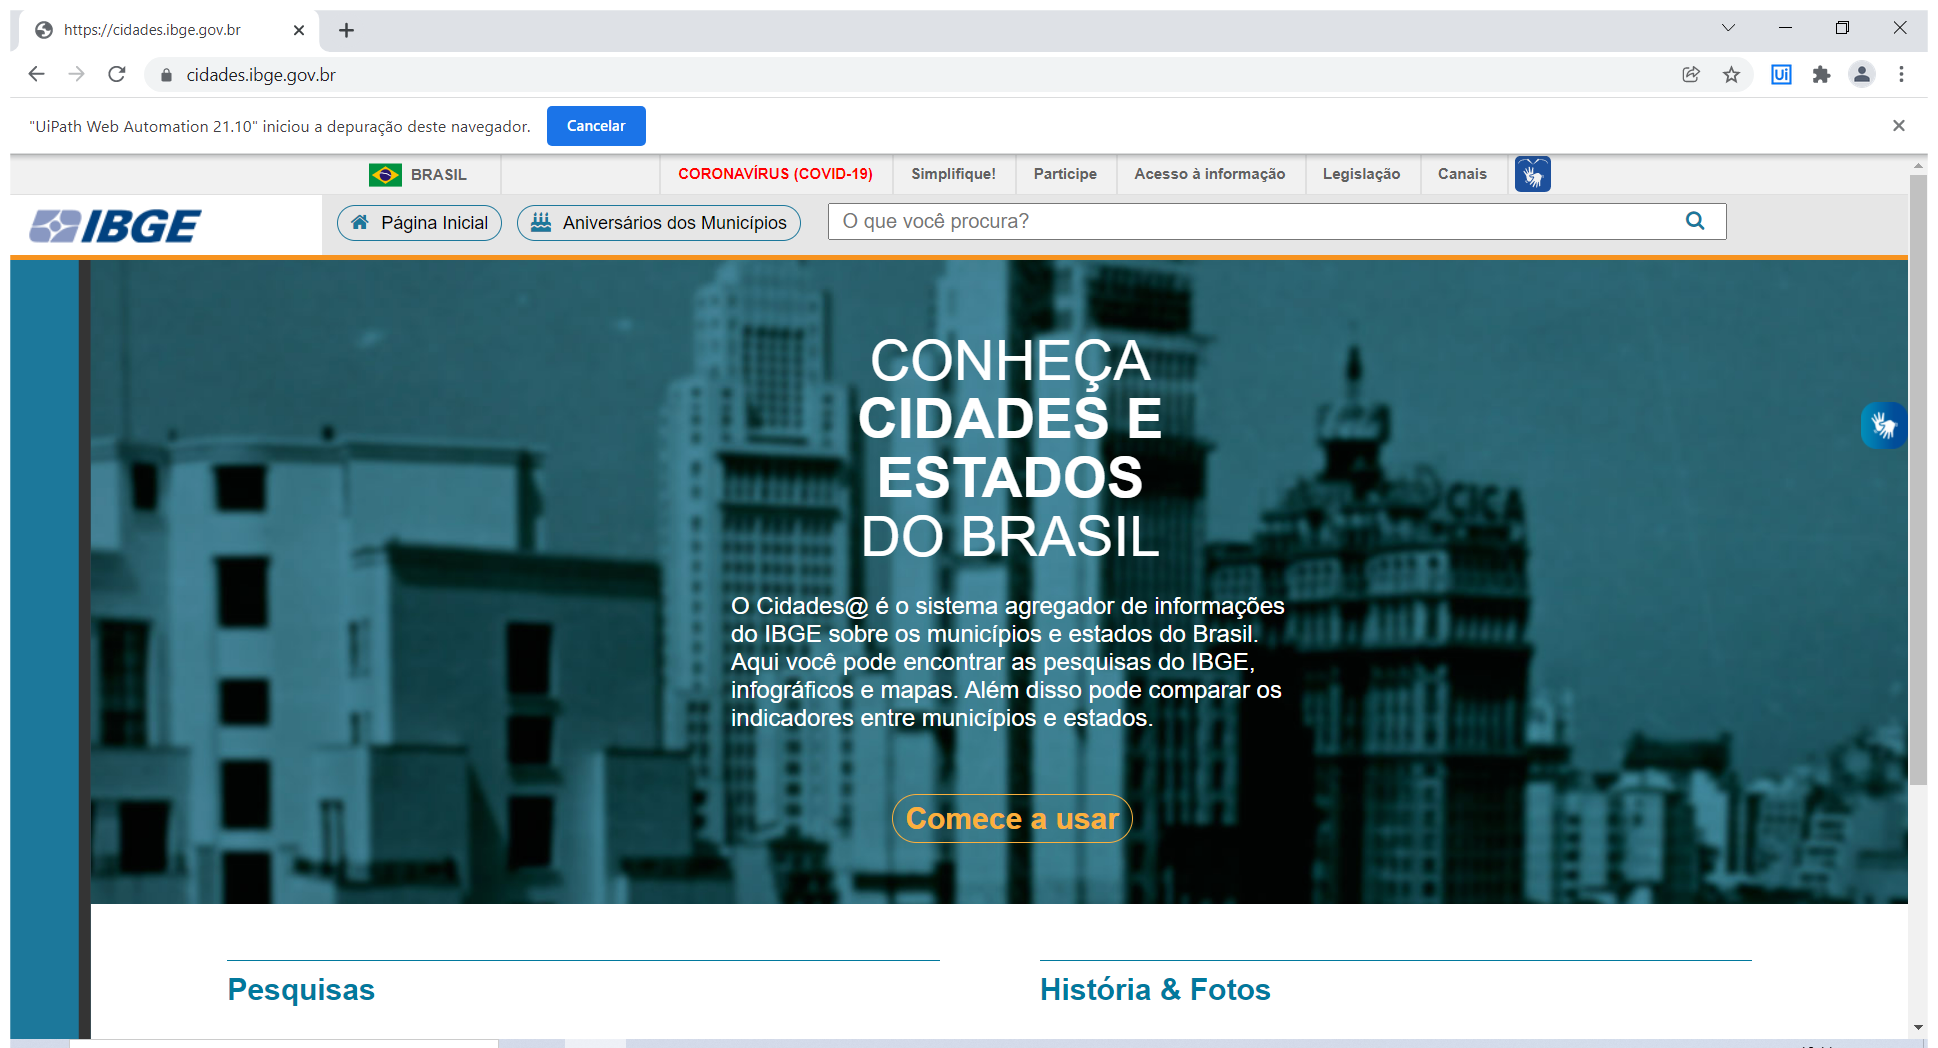 https://cidades.ibge.gov.br
cidades.ibge.gov.br
Ui
"UiPath Web Automation 21.10" iniciou a depuração deste navegador.
Cancelar
BRASIL
CORONAVÍRUS (COVID-19)
Simplifique!
Participe
Acesso à informação
Legislação
Canais
IBGE
Página Inicial
Aniversários dos Municípios
O que você procura?
CONHEÇA
CIDADES E
ESTADOS
DO BRASIL
CICA
O Cidades@ é o sistema agregador de informações
do IBGE sobre os municípios e estados do Brasil.
Aqui você pode encontrar as pesquisas do IBGE,
infográficos e mapas. Além disso pode comparar os
indicadores entre municípios e estados.
Comece a usar
Pesquisas
História & Fotos